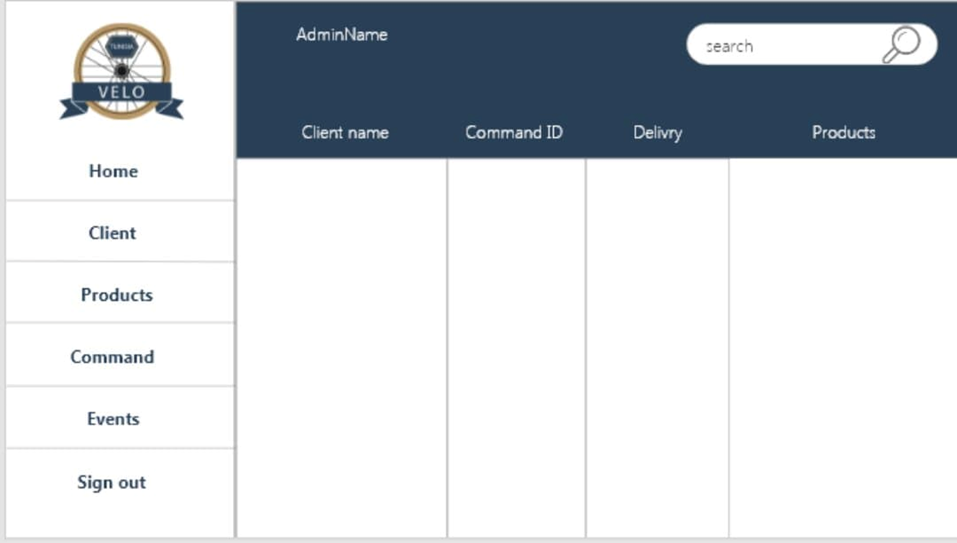 TUNISIA
VELO
Home
Client
Products
Command
Events
Sign out
AdminName
search
Client name
Command ID
Delivry
Products